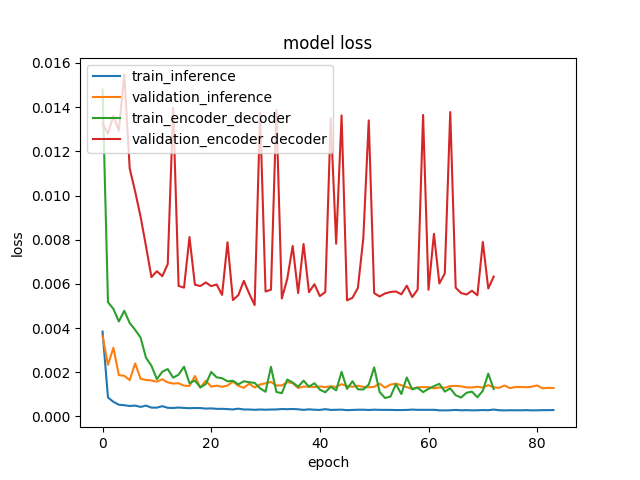 model loss
train_inference
validation_inference
train_encoder_decoder
validation_encoder_decoder
0.016
0.014
0.012
0.010
0.008
0.006
0.004
0.002
0.000
loss
0 20 40 60 80
epoch